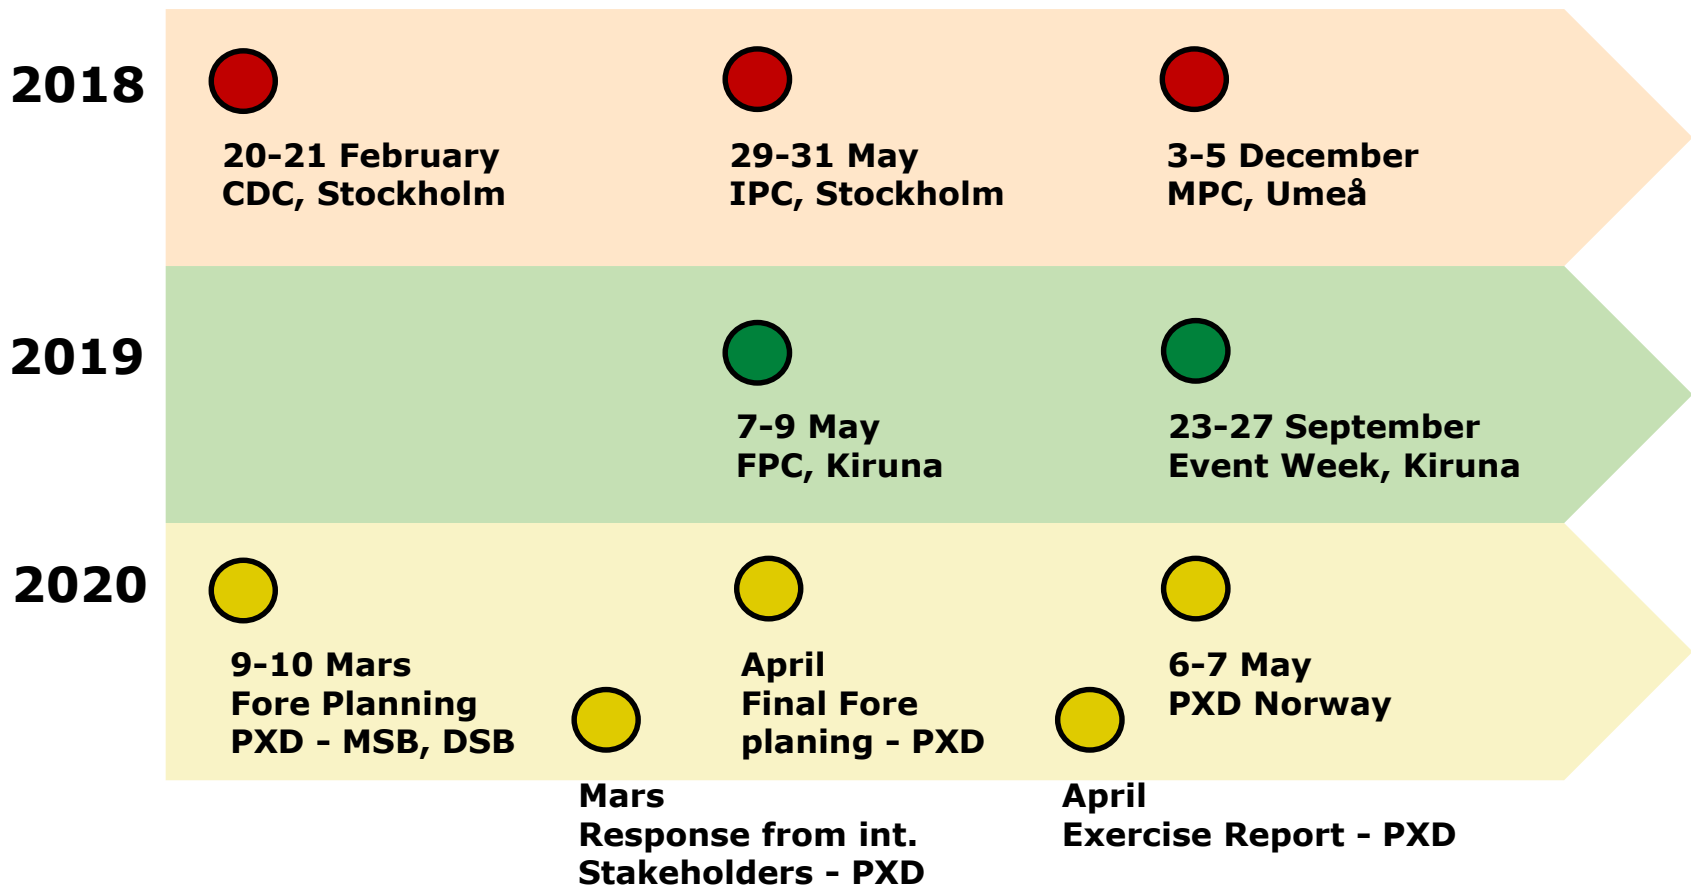 2018
20-21 February
CDC, Stockholm
29-31 May
IPC, Stockholm
3-5 December
MPC, Umeå
2019
7-9 May
FPC, Kiruna
23-27 September
Event Week, Kiruna
2020
9-10 Mars
Fore Planning
PXD - MSB, DSB
Mars
Response from int.
Stakeholders - PXD
April
Final Fore
planing - PXD
April
Exercise Report - PXD
6-7 May
PXD Norway